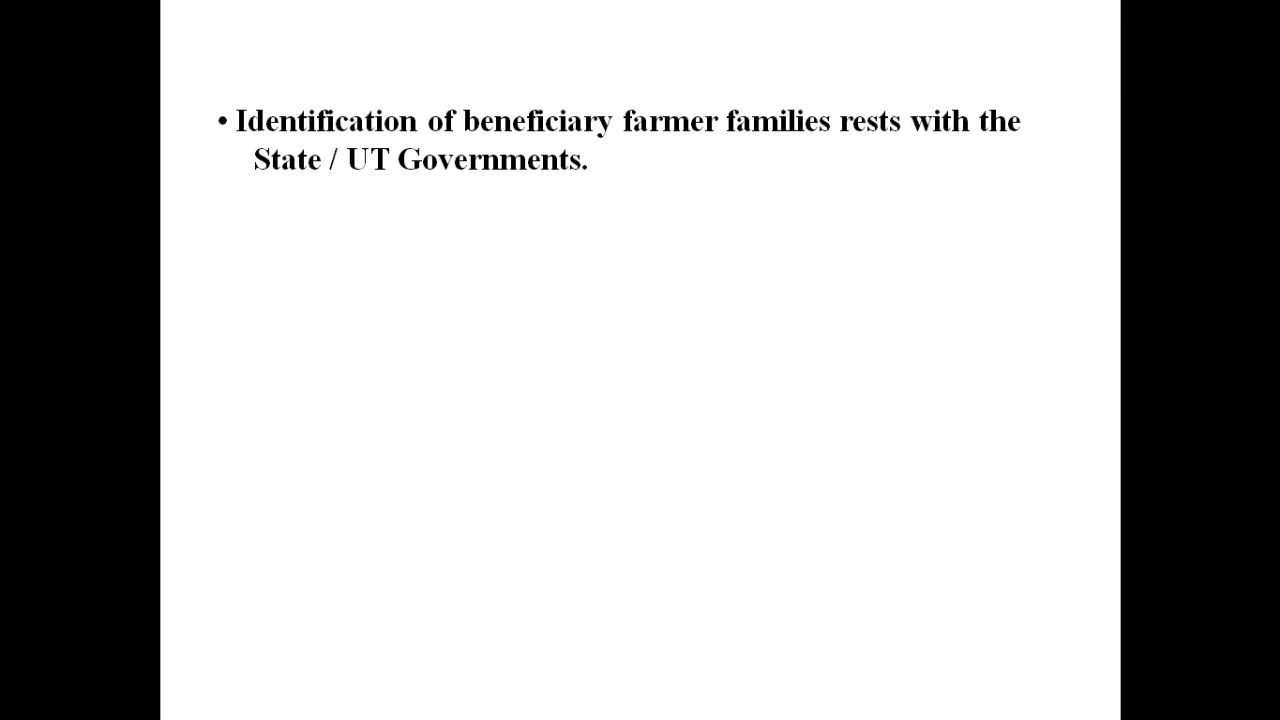 • Identification of beneficiary farmer families rests with the
State / UT Governments.